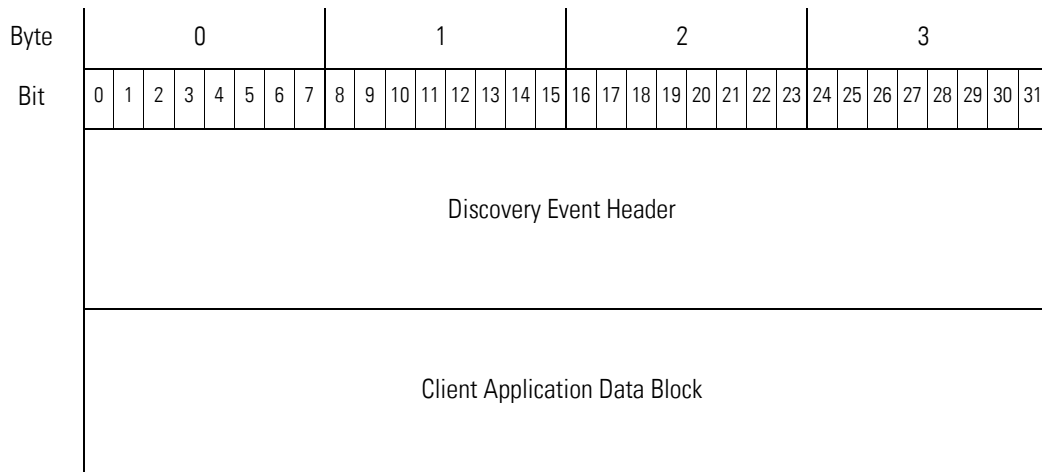 Byte 0 1 2 3
Bit 0 1 2 3 4 5 6 7 8 9 10 11 12 13 14 15 16 17 18 19 20 21 22 23 24 25 26 27 28 29 30 31
Discovery Event Header
Client Application Data Block